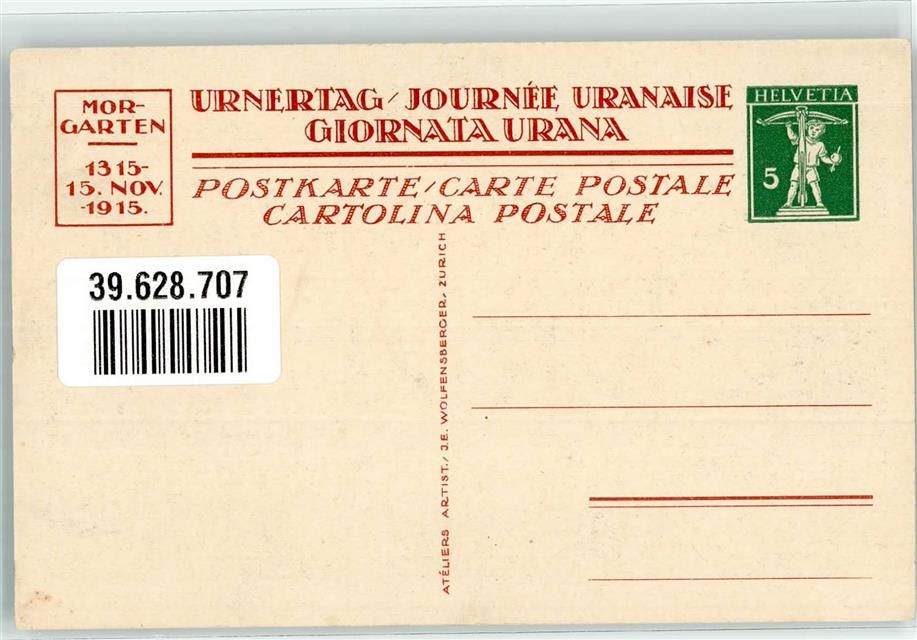 MOR-
GARTEN
1315-
15. NOV.
-1915.
URNERTAG / JOURNÉE URANAISE
GIORNATA URANA
POSTKARTE / CARTE POSTALE
CARTOLINA POSTALE
HELVETIA
5
39.628.707
ATÉLIERS ARTIST. / J.E. WOLFENSBERGER, ZURICH